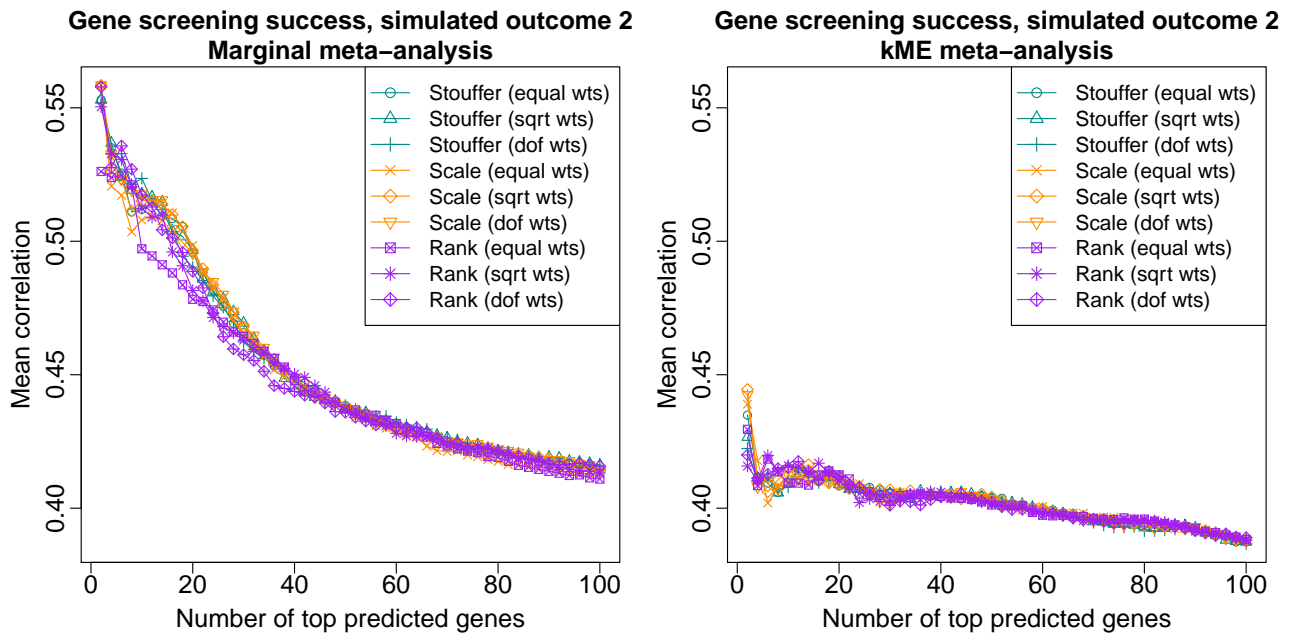 Gene screening success, simulated outcome 2
Marginal meta−analysis
0.55
0.50
0.45
0.40
Mean correlation
Stouffer (equal wts)
Stouffer (sqrt wts)
Stouffer (dof wts)
Scale (equal wts)
Scale (sqrt wts)
Scale (dof wts)
Rank (equal wts)
Rank (sqrt wts)
Rank (dof wts)
0 20 40 60 80 100
Number of top predicted genes
Gene screening success, simulated outcome 2
kME meta−analysis
0.55
0.50
0.45
0.40
Mean correlation
Stouffer (equal wts)
Stouffer (sqrt wts)
Stouffer (dof wts)
Scale (equal wts)
Scale (sqrt wts)
Scale (dof wts)
Rank (equal wts)
Rank (sqrt wts)
Rank (dof wts)
0 20 40 60 80 100
Number of top predicted genes